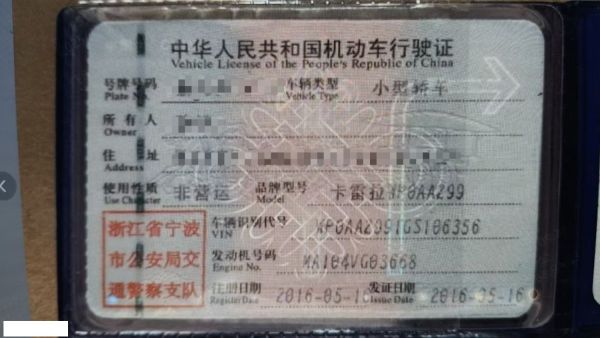 中华人民共和国机动车行驶证
Vehicle License of the People's Republic of China
号牌号码 车辆类型 小型轿车
Plate No. Vehicle Type
所有人
Owner
住址
Address
使用性质 非营运 品牌型号 卡雷拉WP0AA299
Use Character Model
浙江省宁波 车辆识别代号 WP0AA2991GS106356
VIN
市公安局交 发动机号码 MA104VG03668
Engine No.
通警察支队 注册日期 2016-05-16 发证日期 2016-05-16
Register Date Issue Date